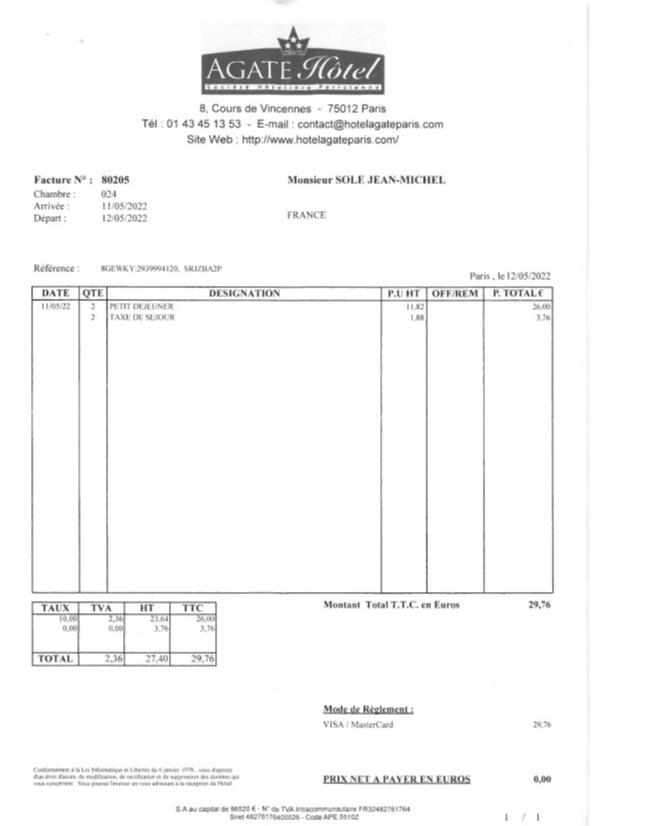 AGATE Hôtel
Société Hôtelière Parisienne
8, Cours de Vincennes - 75012 Paris
Tél : 01 43 45 13 53 - E-mail : contact@hotelagateparis.com
Site Web : http://www.hotelagateparis.com/
Facture N° : 80205 Monsieur SOLE JEAN-MICHEL
Chambre : 024
Arrivée : 11/05/2022
Départ : 12/05/2022
FRANCE
Référence : 8GEWKY:2939994120, SRJZBA2P
Paris , le 12/05/2022
DATE QTE DESIGNATION P.U HT OFF/REM P. TOTAL €
11/05/22 2 PETIT DEJEUNER 11,82 26,00
2 TAXE DE SEJOUR 1,88 3,76
Montant Total T.T.C. en Euros 29,76
TAUX TVA HT TTC
10,00 2,36 23,64 26,00
0,00 0,00 3,76 3,76
TOTAL 2,36 27,40 29,76
Mode de Règlement :
VISA / MasterCard 29,76
Conformément à la Loi Informatique et Libertés du 6 janvier 1978 , vous disposez
d'un droit d'accés, de modification, de rectification et de suppression des données qui
vous concernent . Vous pouvez l'exercer en vous adressant à la réception de l'hôtel
PRIX NET A PAYER EN EUROS 0,00
S.A au capital de 86520 € - N° de TVA Intracommunautaire FR32482761764
Siret 48276176400026 - Code APE 5510Z
1 / 1